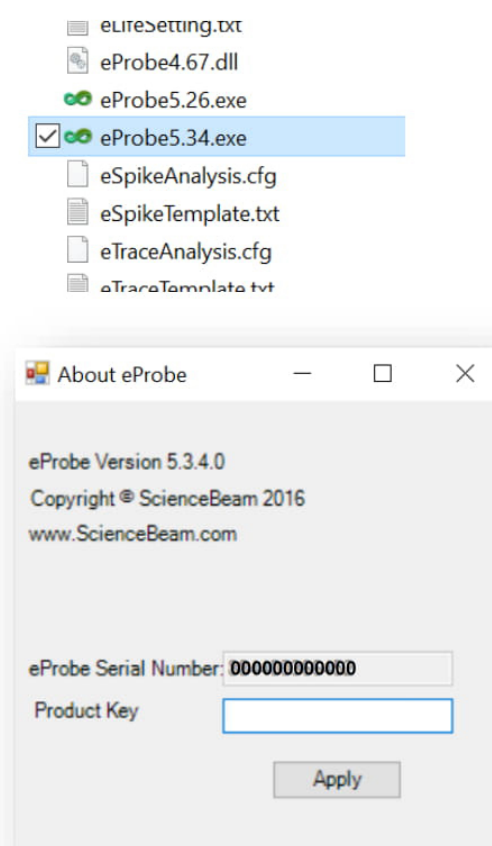 eLifeSetting.txt
eProbe4.67.dll
eProbe5.26.exe
eProbe5.34.exe
eSpikeAnalysis.cfg
eSpikeTemplate.txt
eTraceAnalysis.cfg
eTraceTemplate.txt
About eProbe
eProbe Version 5.3.4.0
Copyright © ScienceBeam 2016
www.ScienceBeam.com
eProbe Serial Number: 000000000000
Product Key
Apply